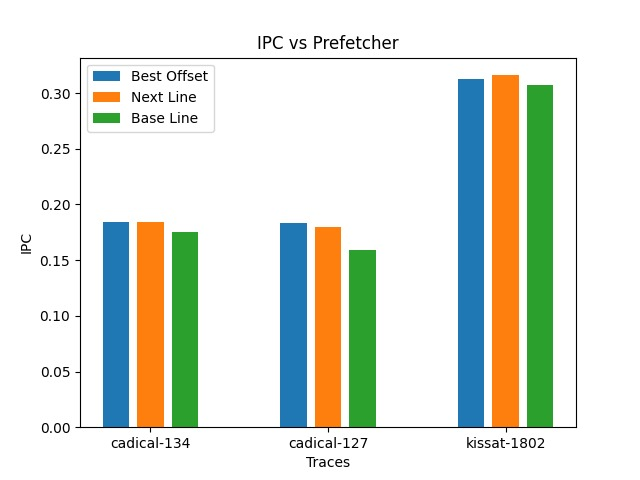 IPC vs Prefetcher
Best Offset
Next Line
Base Line
IPC
0.30
0.25
0.20
0.15
0.10
0.05
0.00
cadical-134
cadical-127
kissat-1802
Traces